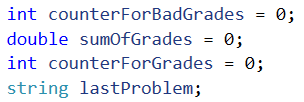 int counterForBadGrades = 0;
double sumOfGrades = 0;
int counterForGrades = 0;
string lastProblem;